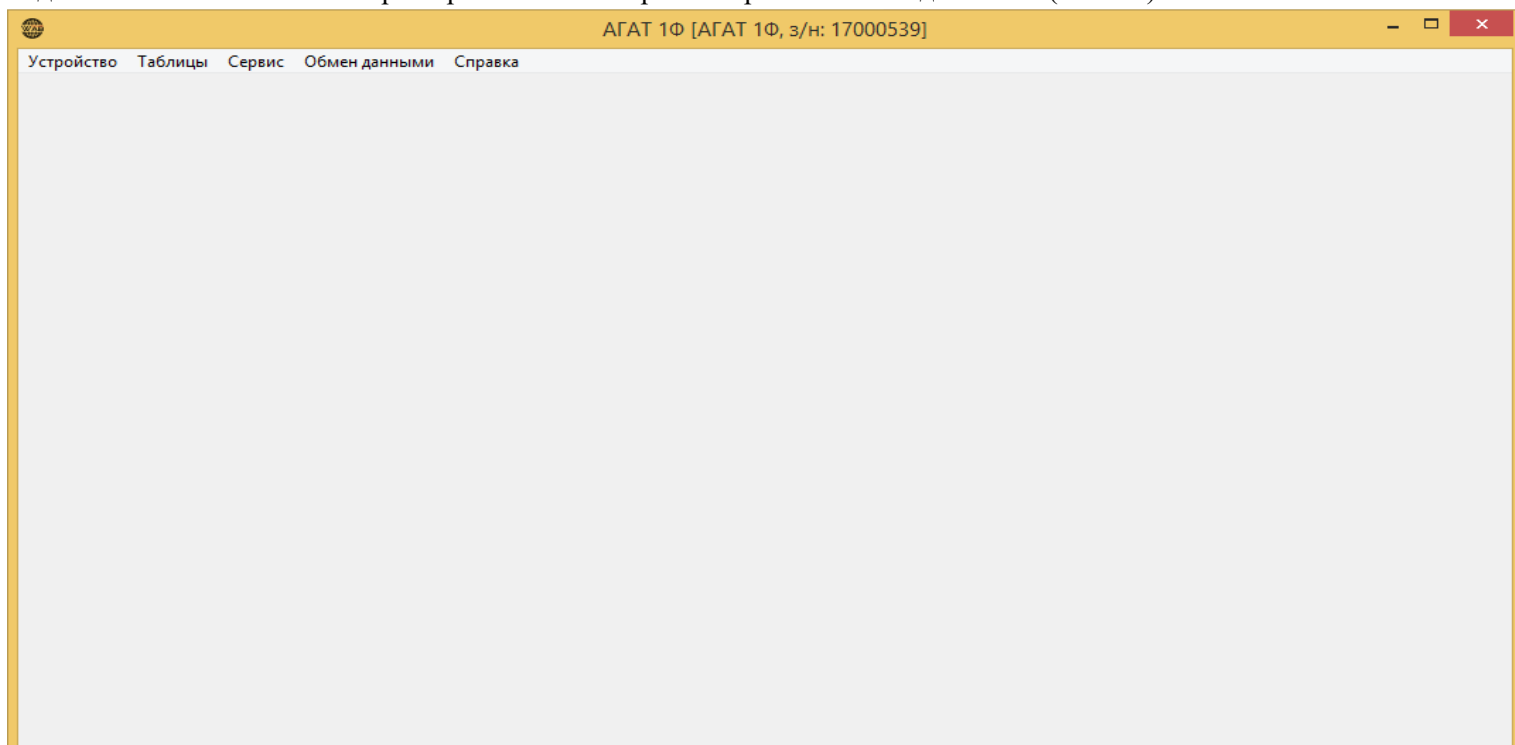 АГАТ 1Ф [АГАТ 1Ф, з/н: 17000539]
Устройство Таблицы Сервис Обмен данными Справка